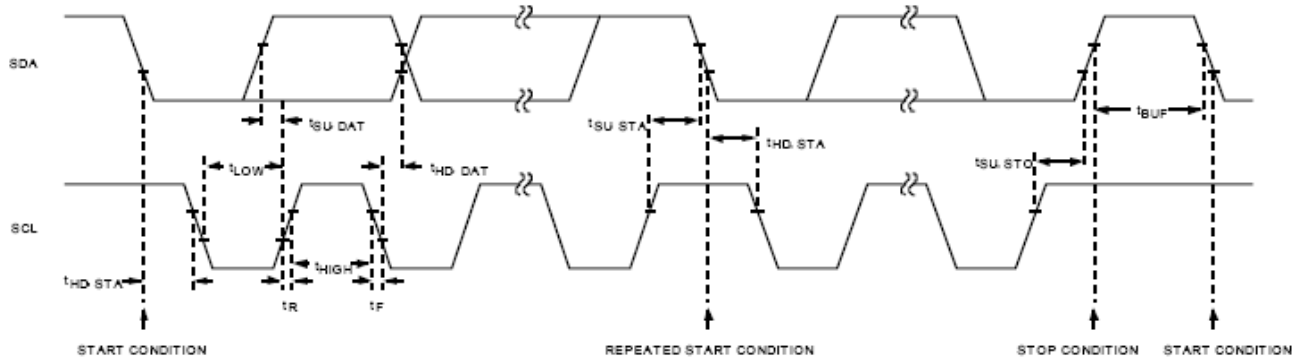 SDA
tSU, DAT
tLOW
tHD, DAT
tSU, STA
tHD, STA
tSU, STO
tBUF
SCL
tHD, STA
tR
tHIGH
tF
START CONDITION
REPEATED START CONDITION
STOP CONDITION
START CONDITION